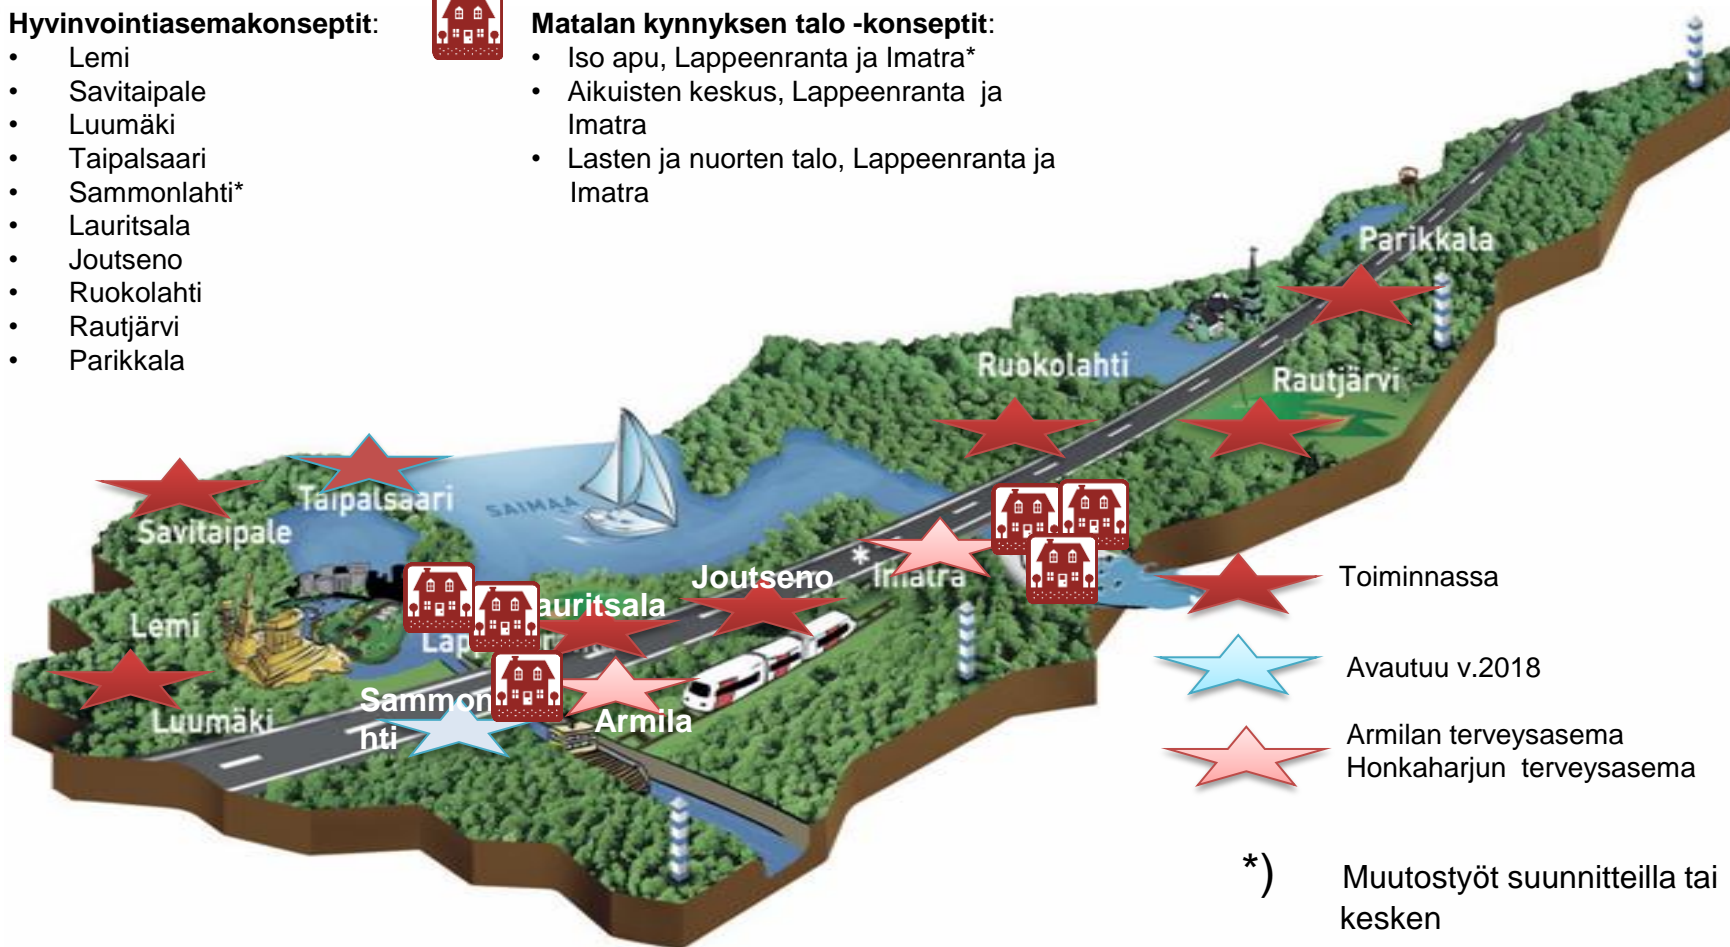 Hyvinvointiasemakonseptit:
• Lemi
• Savitaipale
• Luumäki
• Taipalsaari
• Sammonlahti*
• Lauritsala
• Joutseno
• Ruokolahti
• Rautjärvi
• Parikkala
Matalan kynnyksen talo -konseptit:
• Iso apu, Lappeenranta ja Imatra*
• Aikuisten keskus, Lappeenranta ja
Imatra
• Lasten ja nuorten talo, Lappeenranta ja
Imatra
Parikkala
Ruokolahti
Rautjärvi
Taipalsaari
SAIMAA
Savitaipale
*
Imatra
Joutseno
auritsala
Lemi
Lap
Sammon
hti
Armila
Luumäki
Toiminnassa
Avautuu v.2018
Armilan terveysasema
Honkaharjun terveysasema
*) Muutostyöt suunnitteilla tai
kesken